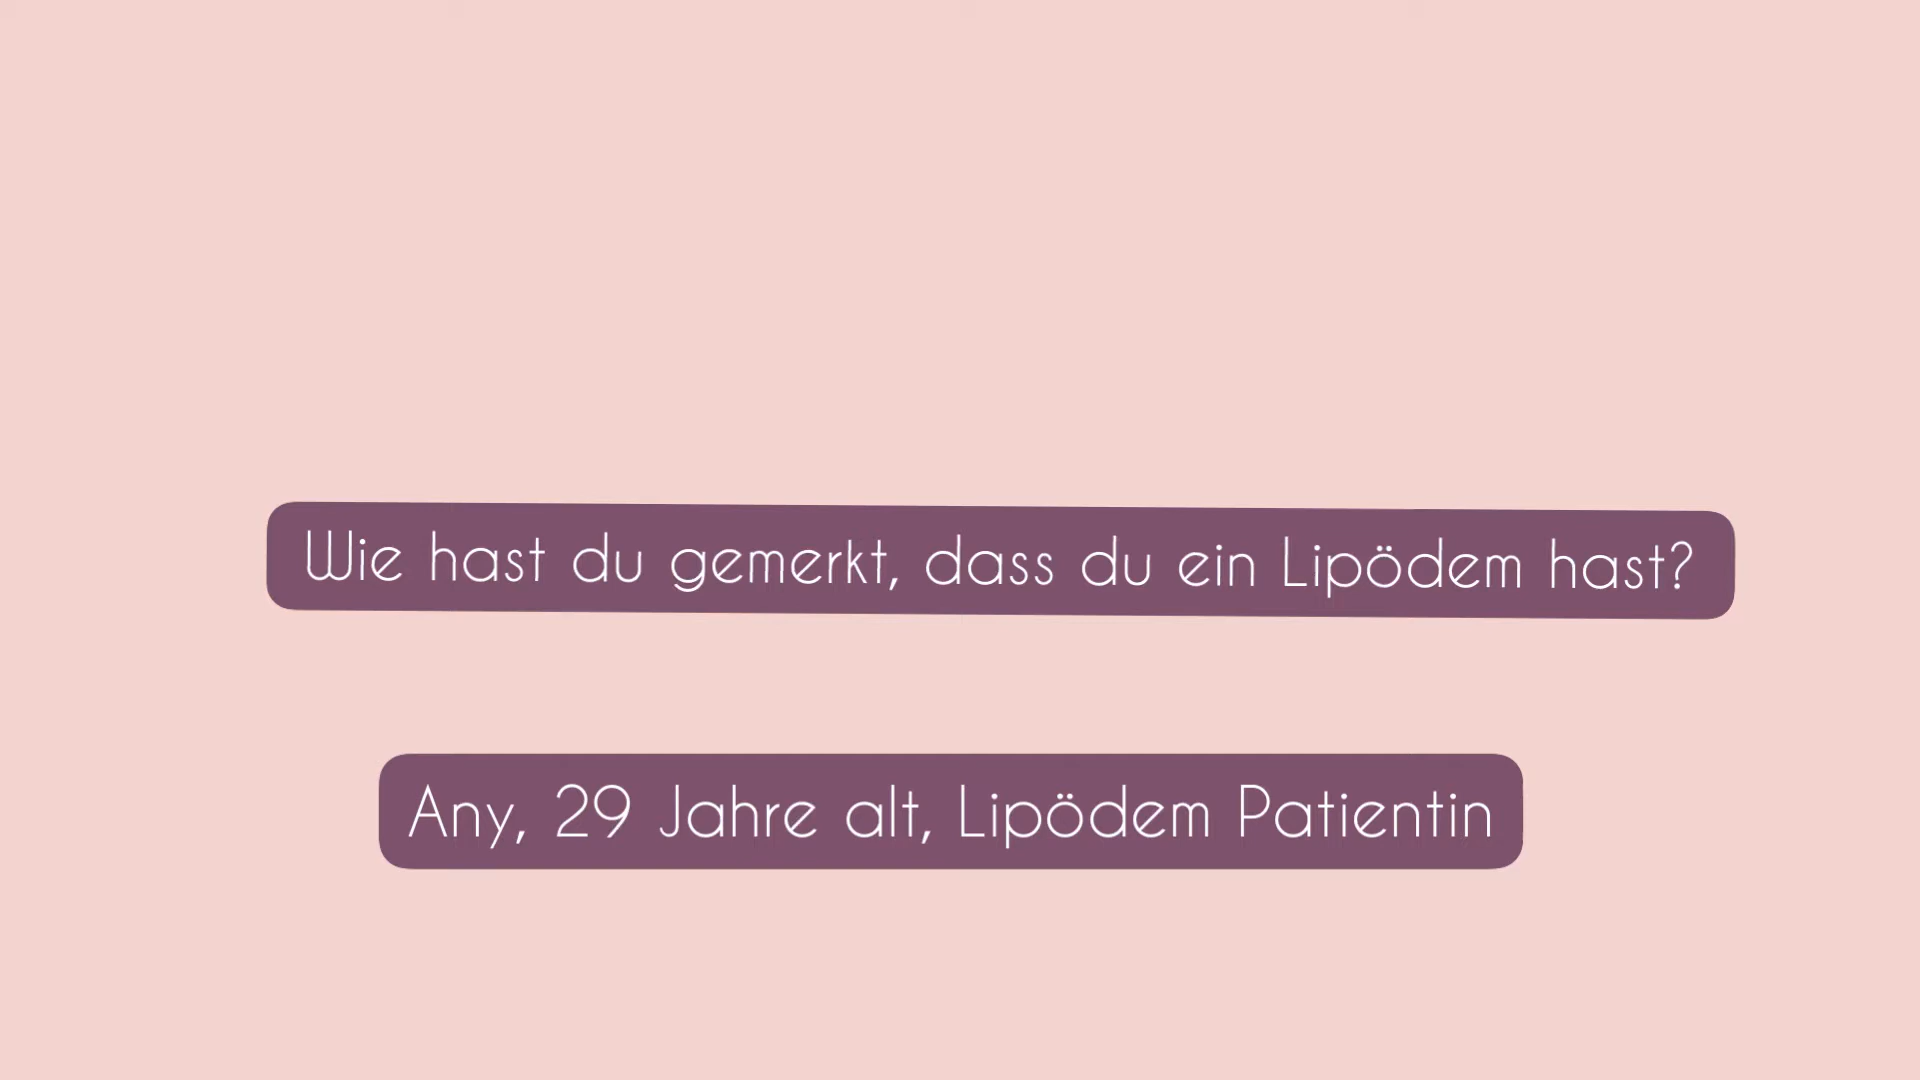 Wie hast du gemerkt, dass du ein Lipödem hast?
Any, 29 Jahre alt, Lipödem Patientin